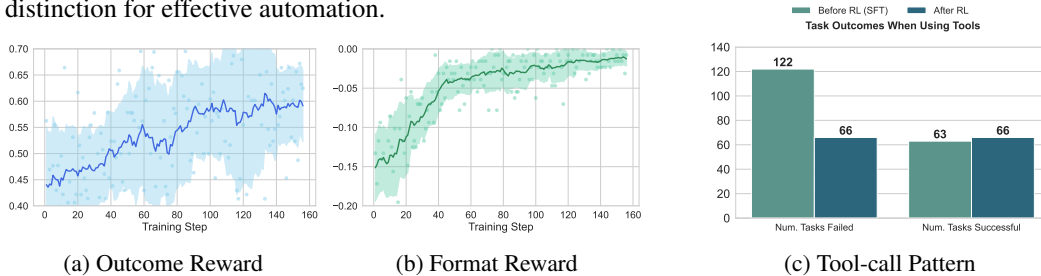 distinction for effective automation.
0.70
0.65
0.60
0.55
0.50
0.45
0.40
0 20 40 60 80 100 120 140 160
Training Step
(a) Outcome Reward
0.00
−0.05
−0.10
−0.15
−0.20
0 20 40 60 80 100 120 140 160
Training Step
(b) Format Reward
Before RL (SFT) After RL
Task Outcomes When Using Tools
140
120
100
80
60
40
20
0
122 66 63 66
Num. Tasks Failed Num. Tasks Successful
(c) Tool-call Pattern